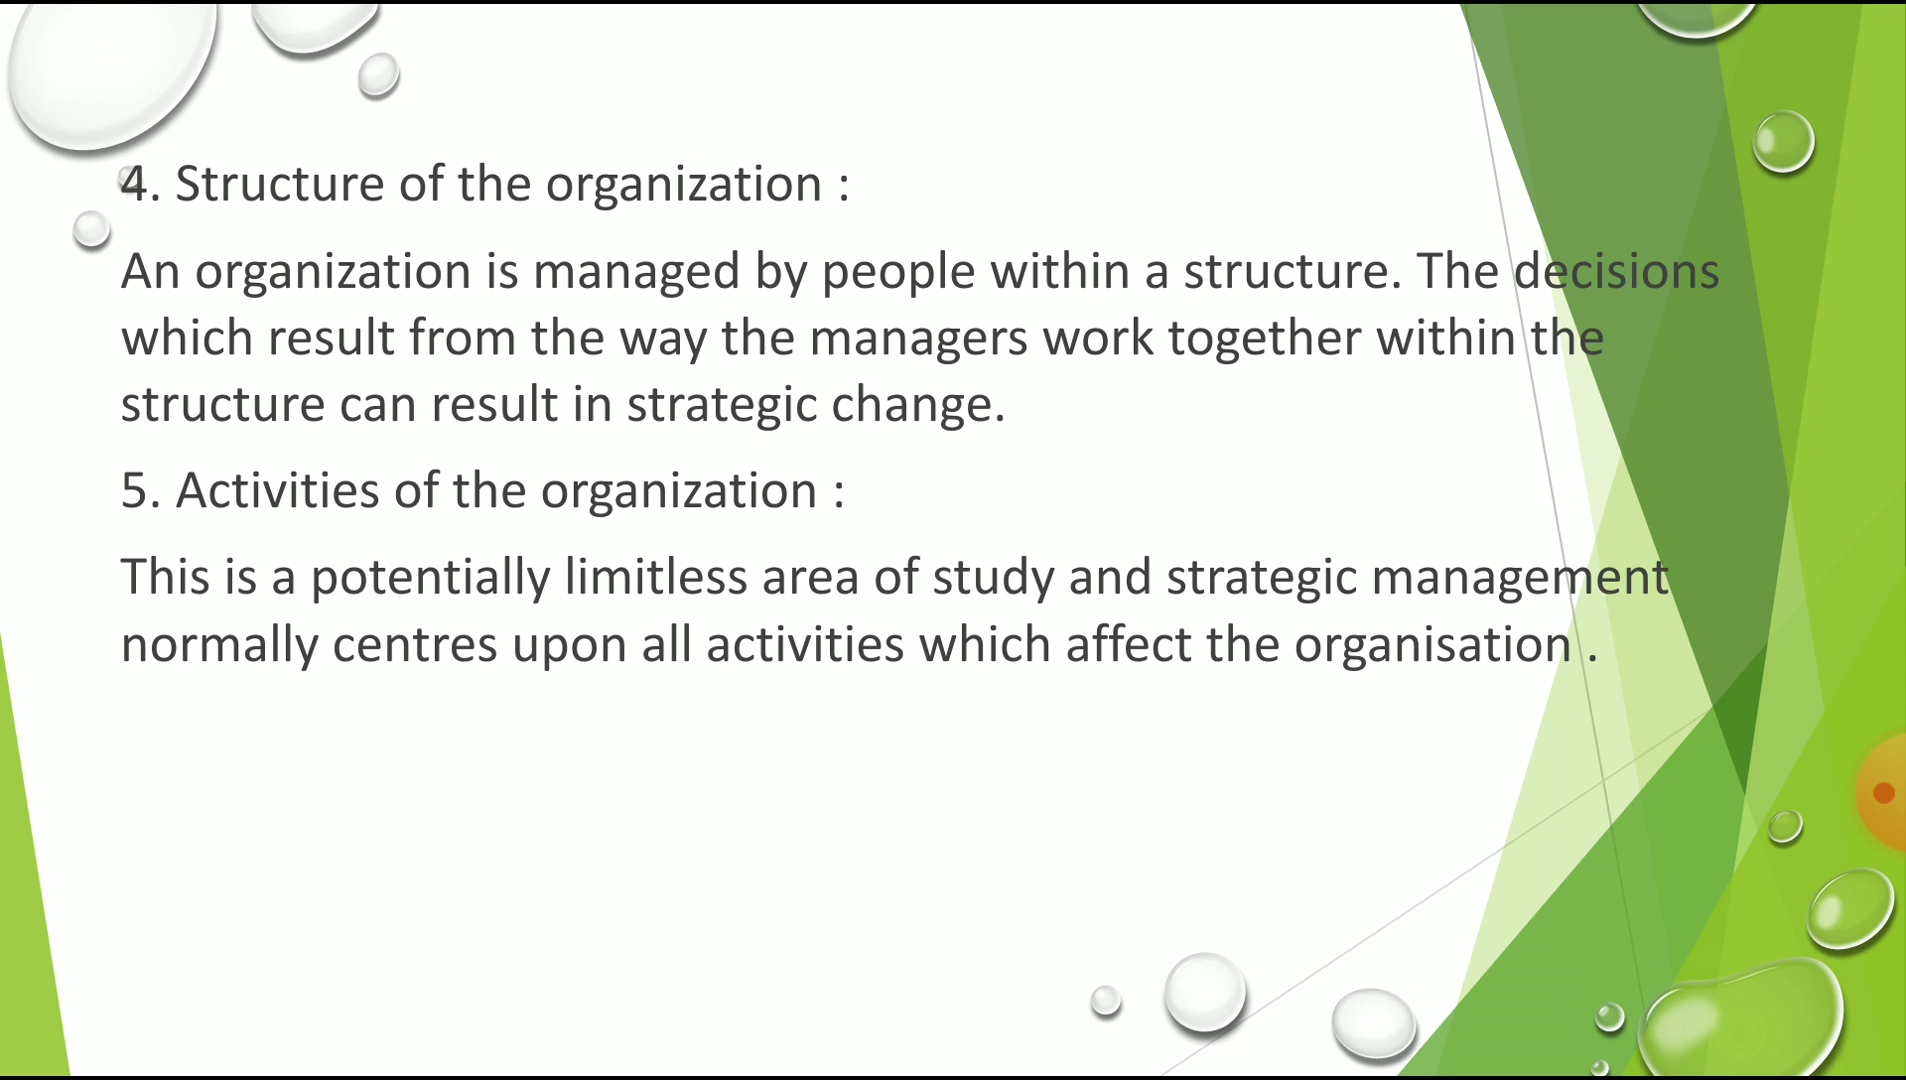 4. Structure of the organization :
An organization is managed by people within a structure. The decisions
which result from the way the managers work together within the
structure can result in strategic change.
5. Activities of the organization :
This is a potentially limitless area of study and strategic management
normally centres upon all activities which affect the organisation .